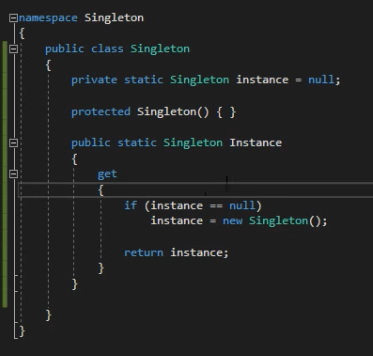 namespace Singleton
{
public class Singleton
{
private static Singleton instance = null;
protected Singleton() { }
public static Singleton Instance
{
get
{
if (instance == null)
instance = new Singleton();
return instance;
}
}
}
}